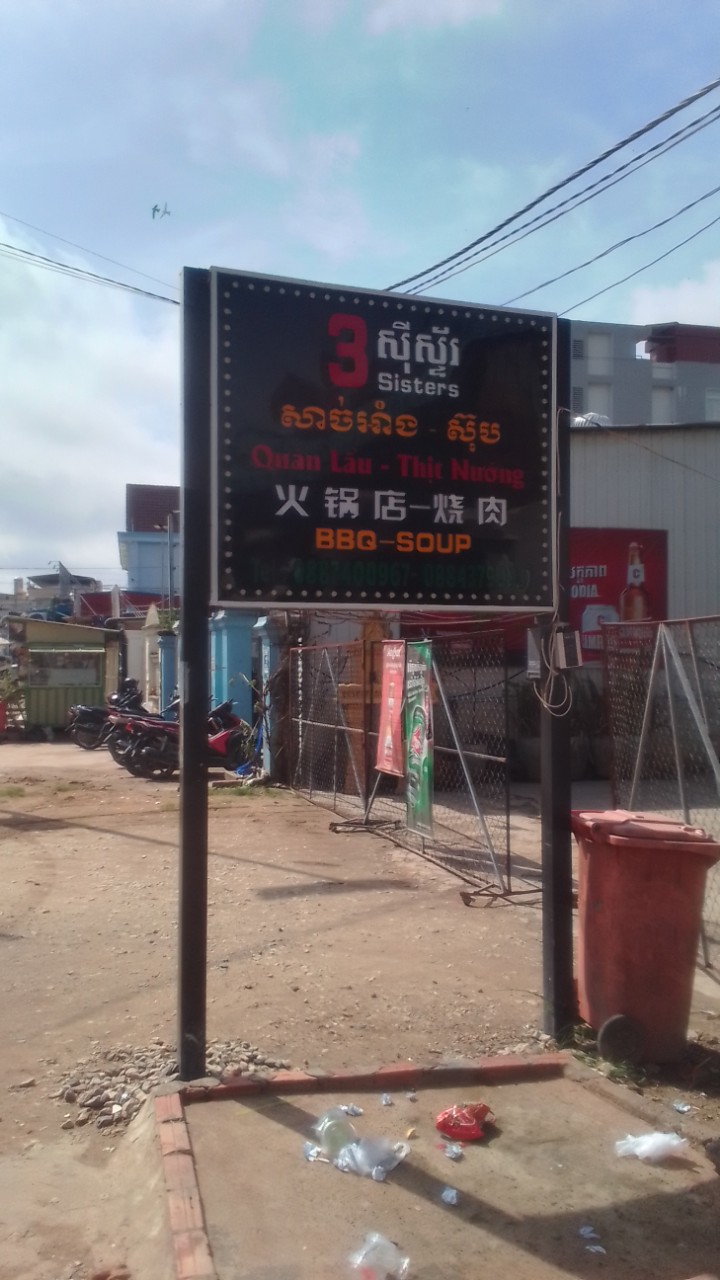 3 ស៊ីស្ទ័រ
Sisters
សាច់អាំង - ស៊ុប
Quán Lẩu - Thịt Nướng
火锅店–烧肉
BBQ–SOUP